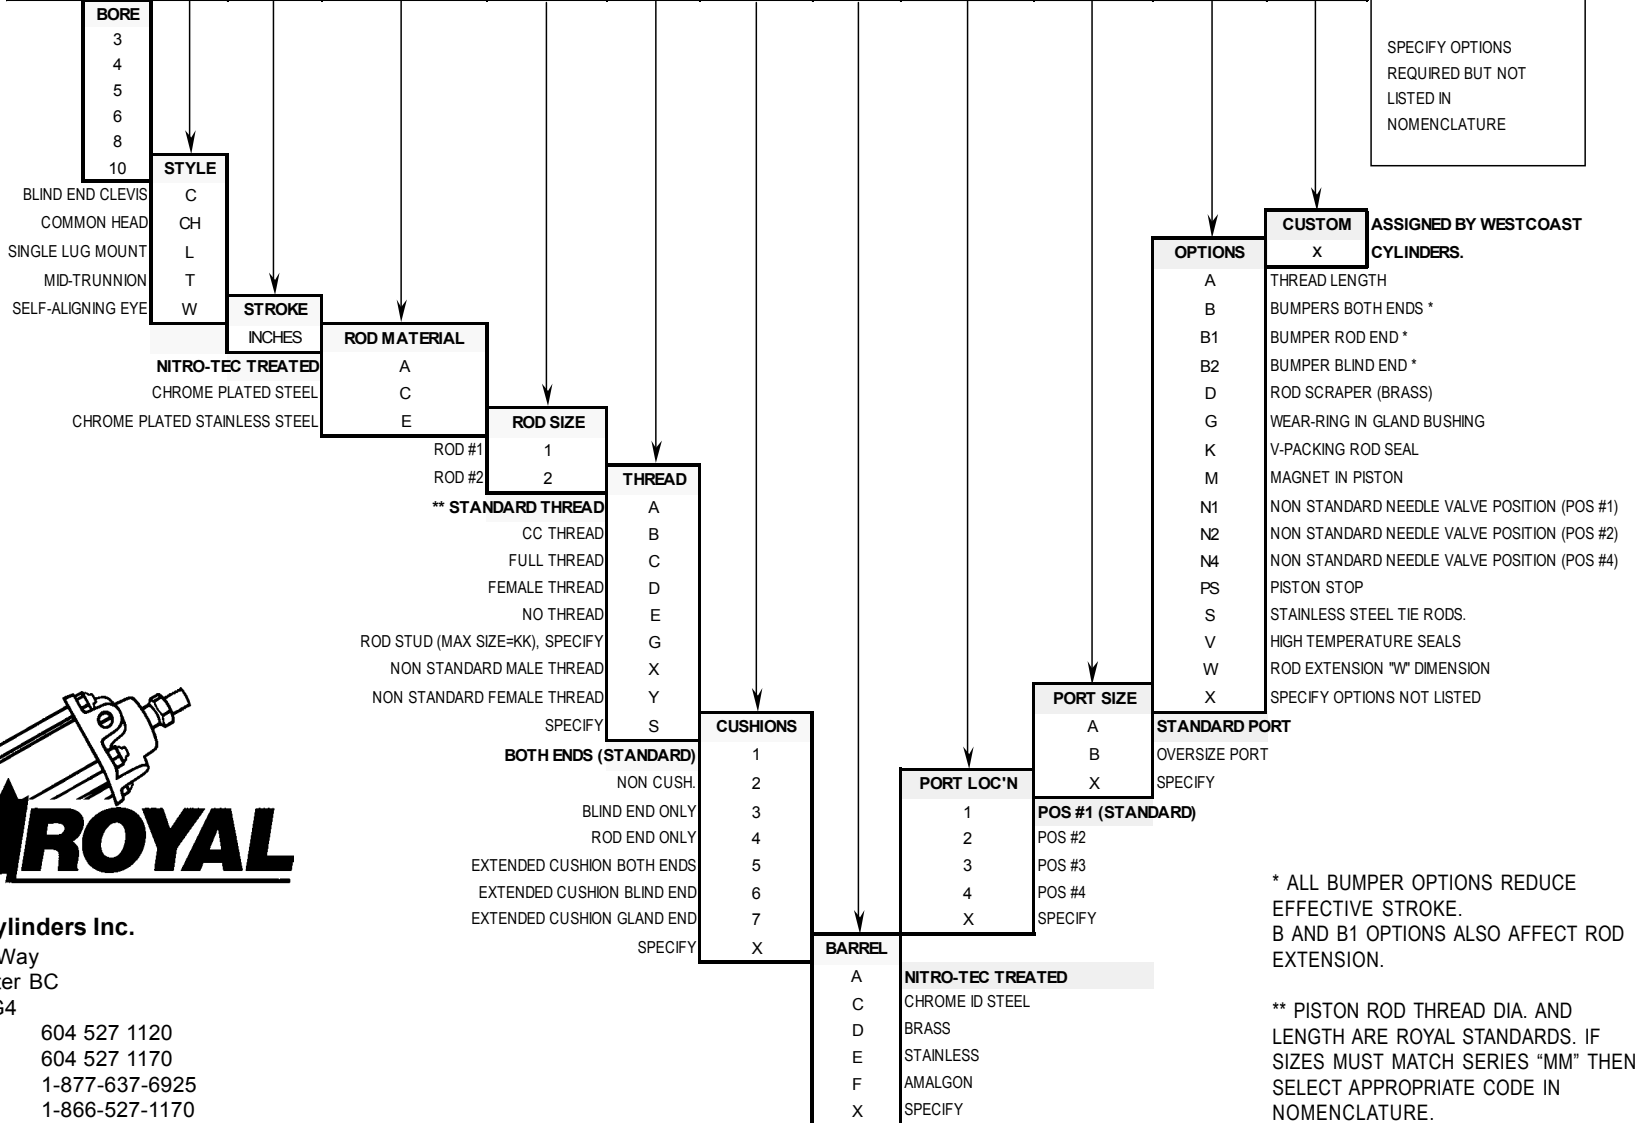 BORE
3
4
5
6
8
10
SPECIFY OPTIONS
REQUIRED BUT NOT
LISTED IN
NOMENCLATURE
STYLE
BLIND END CLEVIS C
COMMON HEAD CH
SINGLE LUG MOUNT L
MID-TRUNNION T
SELF-ALIGNING EYE W
STROKE
INCHES
ROD MATERIAL
NITRO-TEC TREATED A
CHROME PLATED STEEL C
CHROME PLATED STAINLESS STEEL E
ROD SIZE
ROD #1 1
ROD #2 2
THREAD
** STANDARD THREAD A
CC THREAD B
FULL THREAD C
FEMALE THREAD D
NO THREAD E
ROD STUD (MAX SIZE=KK), SPECIFY G
NON STANDARD MALE THREAD X
NON STANDARD FEMALE THREAD Y
SPECIFY S
CUSHIONS
BOTH ENDS (STANDARD) 1
NON CUSH. 2
BLIND END ONLY 3
ROD END ONLY 4
EXTENDED CUSHION BOTH ENDS 5
EXTENDED CUSHION BLIND END 6
EXTENDED CUSHION GLAND END 7
SPECIFY X
BARREL
A NITRO-TEC TREATED
C CHROME ID STEEL
D BRASS
E STAINLESS
F AMALGON
X SPECIFY
PORT LOC'N
1 POS #1 (STANDARD)
2 POS #2
3 POS #3
4 POS #4
X SPECIFY
PORT SIZE
A STANDARD PORT
B OVERSIZE PORT
X SPECIFY
OPTIONS
A THREAD LENGTH
B BUMPERS BOTH ENDS *
B1 BUMPER ROD END *
B2 BUMPER BLIND END *
D ROD SCRAPER (BRASS)
G WEAR-RING IN GLAND BUSHING
K V-PACKING ROD SEAL
M MAGNET IN PISTON
N1 NON STANDARD NEEDLE VALVE POSITION (POS #1)
N2 NON STANDARD NEEDLE VALVE POSITION (POS #2)
N4 NON STANDARD NEEDLE VALVE POSITION (POS #4)
PS PISTON STOP
S STAINLESS STEEL TIE RODS.
V HIGH TEMPERATURE SEALS
W ROD EXTENSION "W" DIMENSION
X SPECIFY OPTIONS NOT LISTED
CUSTOM ASSIGNED BY WESTCOAST
X CYLINDERS.
ROYAL
ylinders Inc.
Way
ter BC
G4
604 527 1120
604 527 1170
1-877-637-6925
1-866-527-1170
* ALL BUMPER OPTIONS REDUCE
EFFECTIVE STROKE.
B AND B1 OPTIONS ALSO AFFECT ROD
EXTENSION.
** PISTON ROD THREAD DIA. AND
LENGTH ARE ROYAL STANDARDS. IF
SIZES MUST MATCH SERIES “MM” THEN
SELECT APPROPRIATE CODE IN
NOMENCLATURE.